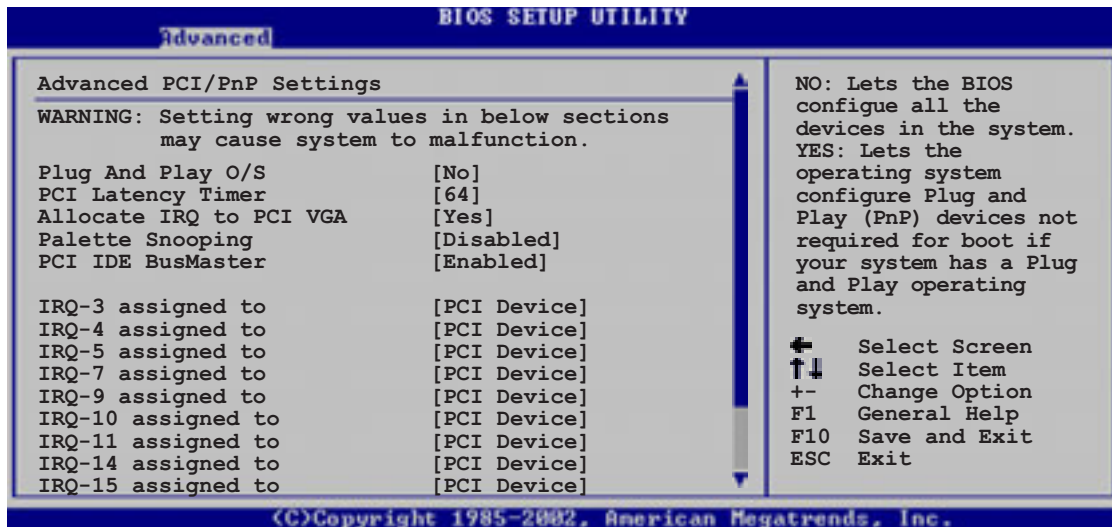 BIOS SETUP UTILITY
Advanced
Advanced PCI/PnP Settings
WARNING: Setting wrong values in below sections
may cause system to malfunction.
Plug And Play O/S [No]
PCI Latency Timer [64]
Allocate IRQ to PCI VGA [Yes]
Palette Snooping [Disabled]
PCI IDE BusMaster [Enabled]
IRQ-3 assigned to [PCI Device]
IRQ-4 assigned to [PCI Device]
IRQ-5 assigned to [PCI Device]
IRQ-7 assigned to [PCI Device]
IRQ-9 assigned to [PCI Device]
IRQ-10 assigned to [PCI Device]
IRQ-11 assigned to [PCI Device]
IRQ-14 assigned to [PCI Device]
IRQ-15 assigned to [PCI Device]
NO: Lets the BIOS
configue all the
devices in the system.
YES: Lets the
operating system
configure Plug and
Play (PnP) devices not
required for boot if
your system has a Plug
and Play operating
system.
← Select Screen
↑↓ Select Item
+- Change Option
F1 General Help
F10 Save and Exit
ESC Exit
(C)Copyright 1985-2002, American Megatrends, Inc.